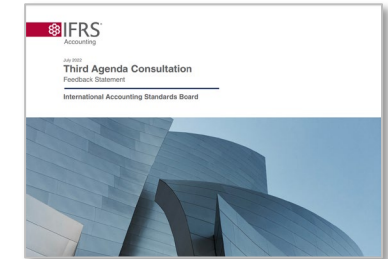 IFRS
Accounting
July 2022
Third Agenda Consultation
Feedback Statement
International Accounting Standards Board